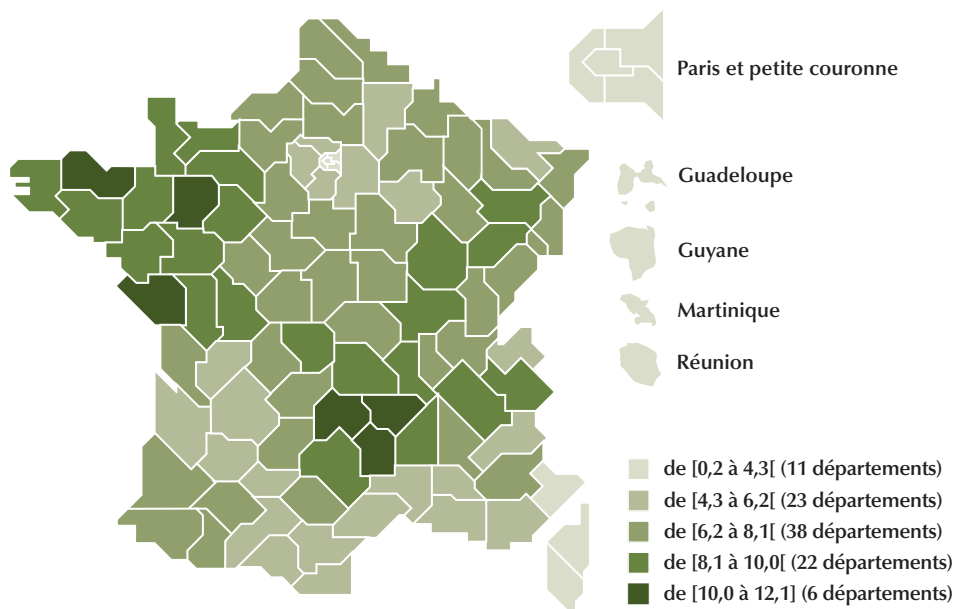 Paris et petite couronne
Guadeloupe
Guyane
Martinique
Réunion
de [0,2 à 4,3[ (11 départements)
de [4,3 à 6,2[ (23 départements)
de [6,2 à 8,1[ (38 départements)
de [8,1 à 10,0[ (22 départements)
de [10,0 à 12,1] (6 départements)